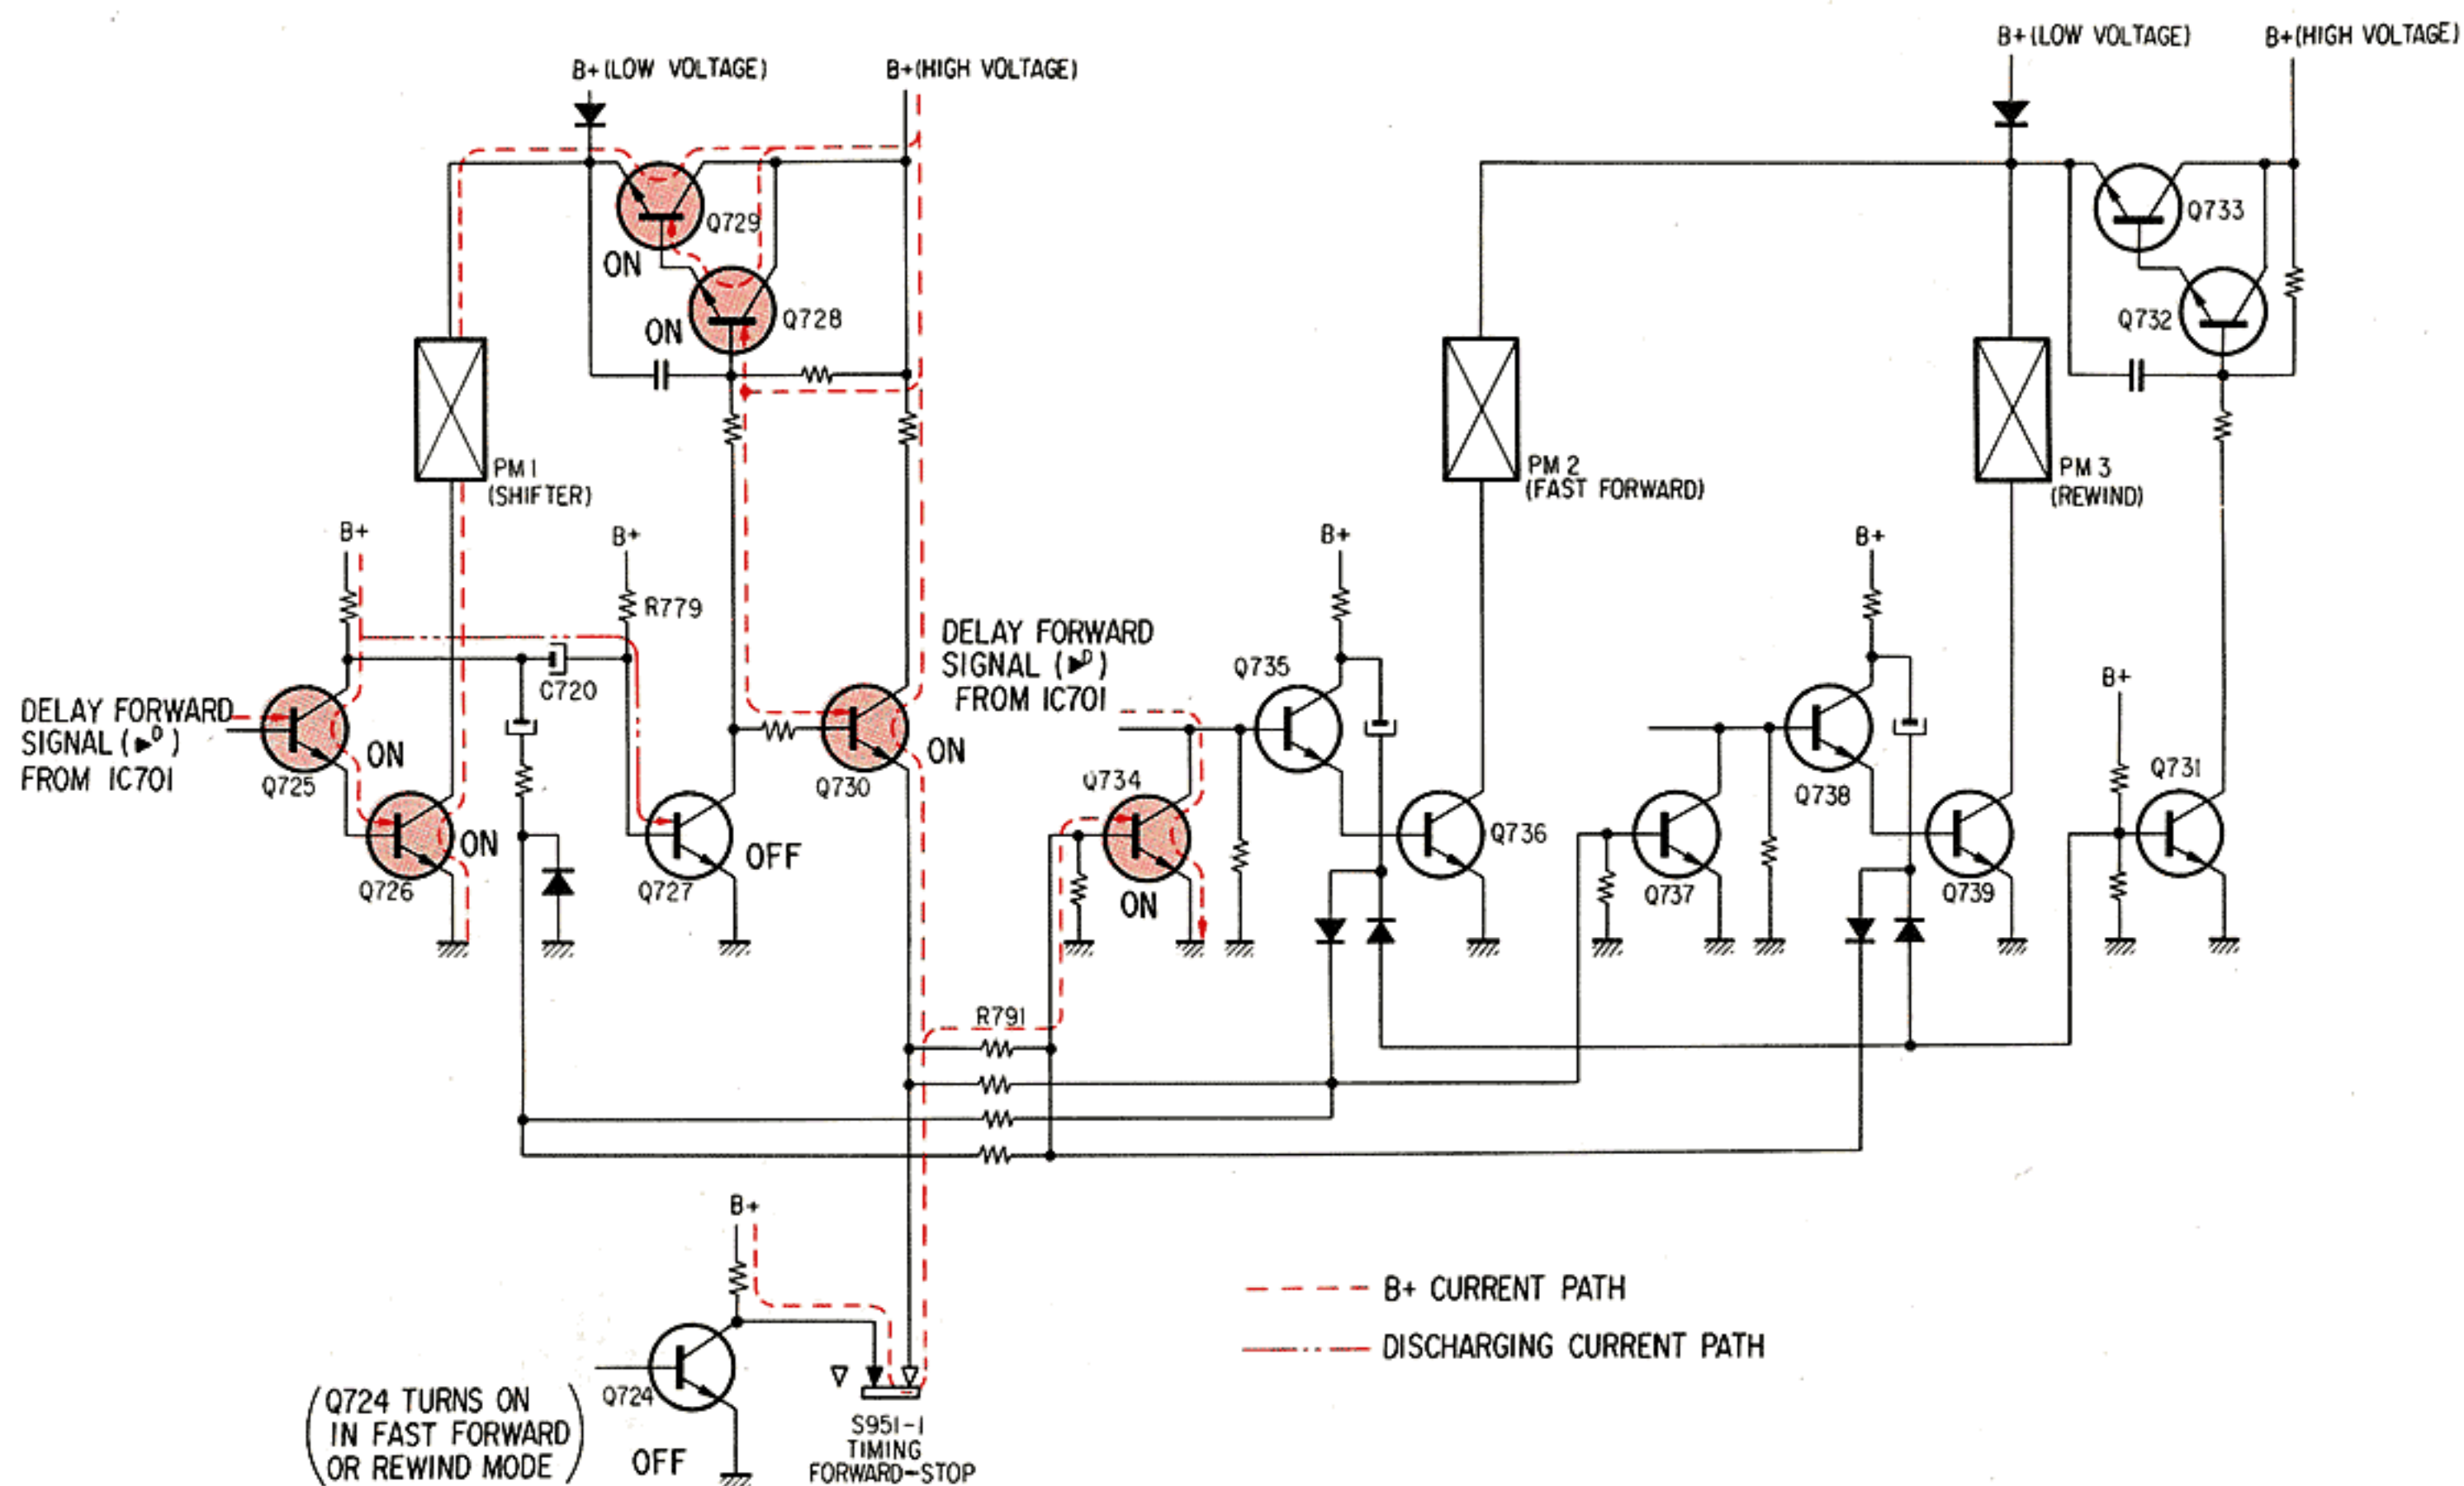 B+(LOW VOLTAGE)
B+(HIGH VOLTAGE)
B+(LOW VOLTAGE)
B+(HIGH VOLTAGE)
Q729
ON
Q728
ON
Q733
Q732
PM 1
(SHIFTER)
PM 2
(FAST FORWARD)
PM 3
(REWIND)
B+
B+
R779
C720
B+
B+
B+
DELAY FORWARD
SIGNAL (▶D)
FROM IC701
DELAY FORWARD
SIGNAL (▶D)
FROM IC701
Q725
ON
Q726
ON
Q727
OFF
Q730
ON
Q734
ON
Q735
Q736
Q737
Q738
Q739
Q731
R791
B+
Q724
OFF
(Q724 TURNS ON
IN FAST FORWARD
OR REWIND MODE)
S951-1
TIMING
FORWARD-STOP
B+ CURRENT PATH
DISCHARGING CURRENT PATH